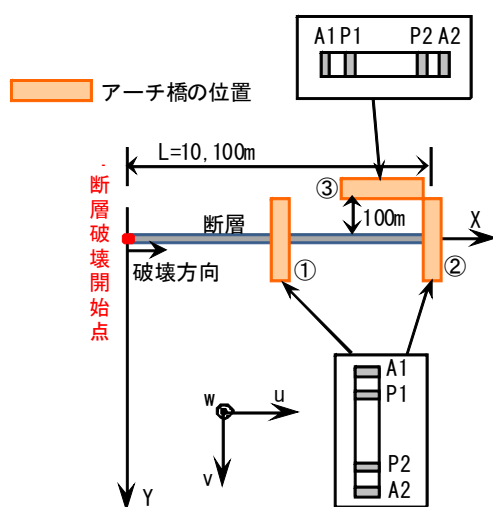 A1 P1 P2 A2
アーチ橋の位置
L=10,100m
③
断層破壊開始点
断層
100m
X
破壊方向
①
②
A1
P1
w
u
v
P2
A2
Y